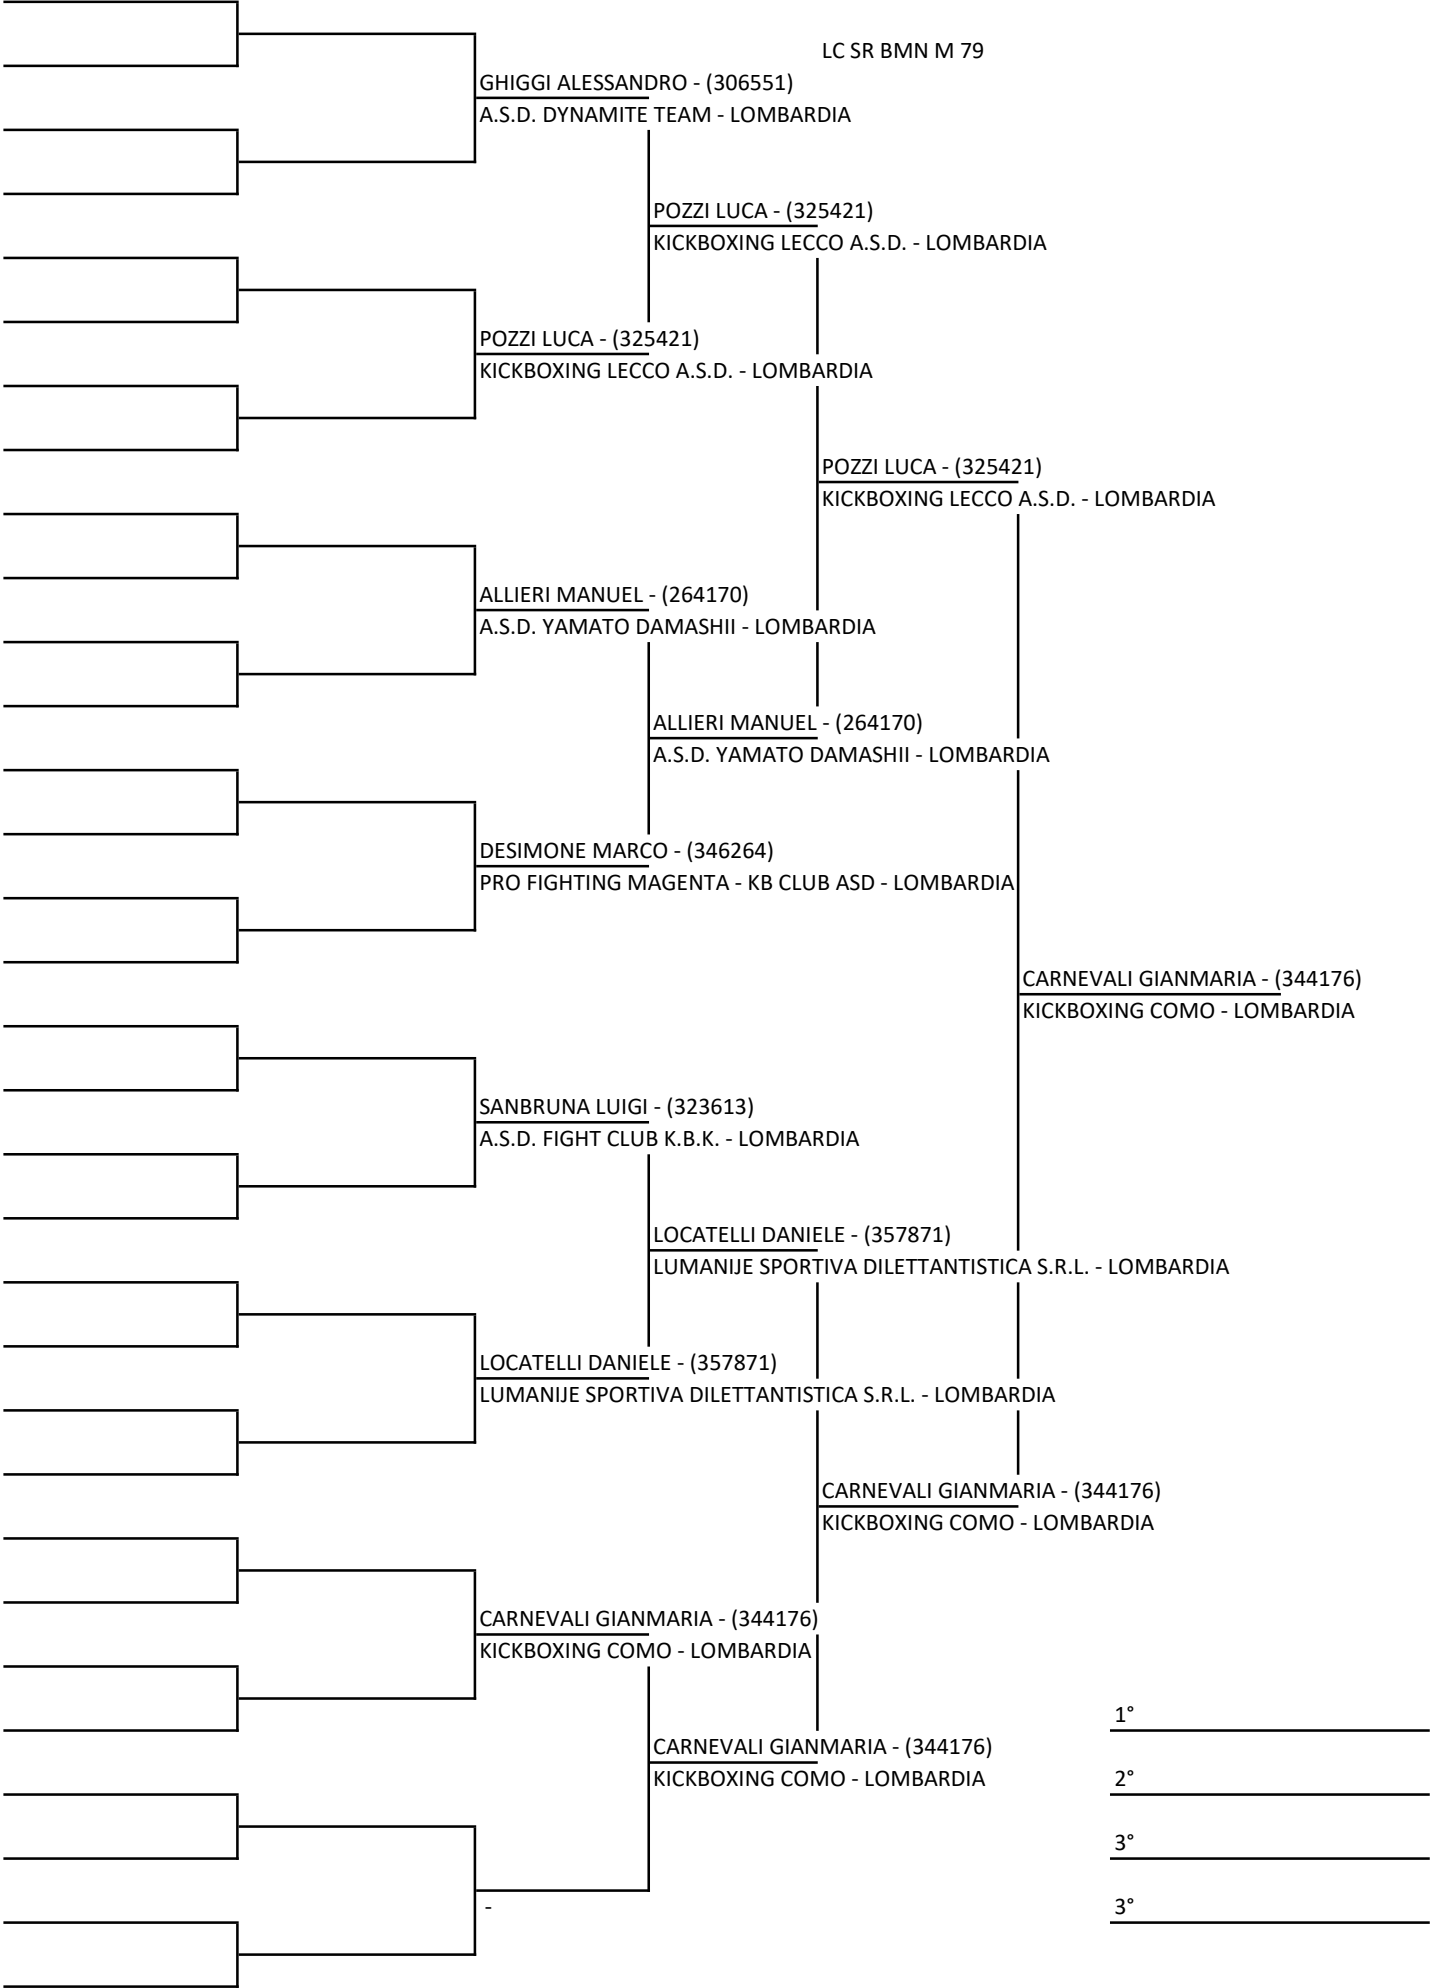 LC SR BMN M 79
GHIGGI ALESSANDRO - (306551)
A.S.D. DYNAMITE TEAM - LOMBARDIA
POZZI LUCA - (325421)
KICKBOXING LECCO A.S.D. - LOMBARDIA
POZZI LUCA - (325421)
KICKBOXING LECCO A.S.D. - LOMBARDIA
POZZI LUCA - (325421)
KICKBOXING LECCO A.S.D. - LOMBARDIA
ALLIERI MANUEL - (264170)
A.S.D. YAMATO DAMASHII - LOMBARDIA
ALLIERI MANUEL - (264170)
A.S.D. YAMATO DAMASHII - LOMBARDIA
DESIMONE MARCO - (346264)
PRO FIGHTING MAGENTA - KB CLUB ASD - LOMBARDIA
CARNEVALI GIANMARIA - (344176)
KICKBOXING COMO - LOMBARDIA
SANBRUNA LUIGI - (323613)
A.S.D. FIGHT CLUB K.B.K. - LOMBARDIA
LOCATELLI DANIELE - (357871)
LUMANIJE SPORTIVA DILETTANTISTICA S.R.L. - LOMBARDIA
LOCATELLI DANIELE - (357871)
LUMANIJE SPORTIVA DILETTANTISTICA S.R.L. - LOMBARDIA
CARNEVALI GIANMARIA - (344176)
KICKBOXING COMO - LOMBARDIA
CARNEVALI GIANMARIA - (344176)
KICKBOXING COMO - LOMBARDIA
1°
CARNEVALI GIANMARIA - (344176)
KICKBOXING COMO - LOMBARDIA
2°
3°
-
3°